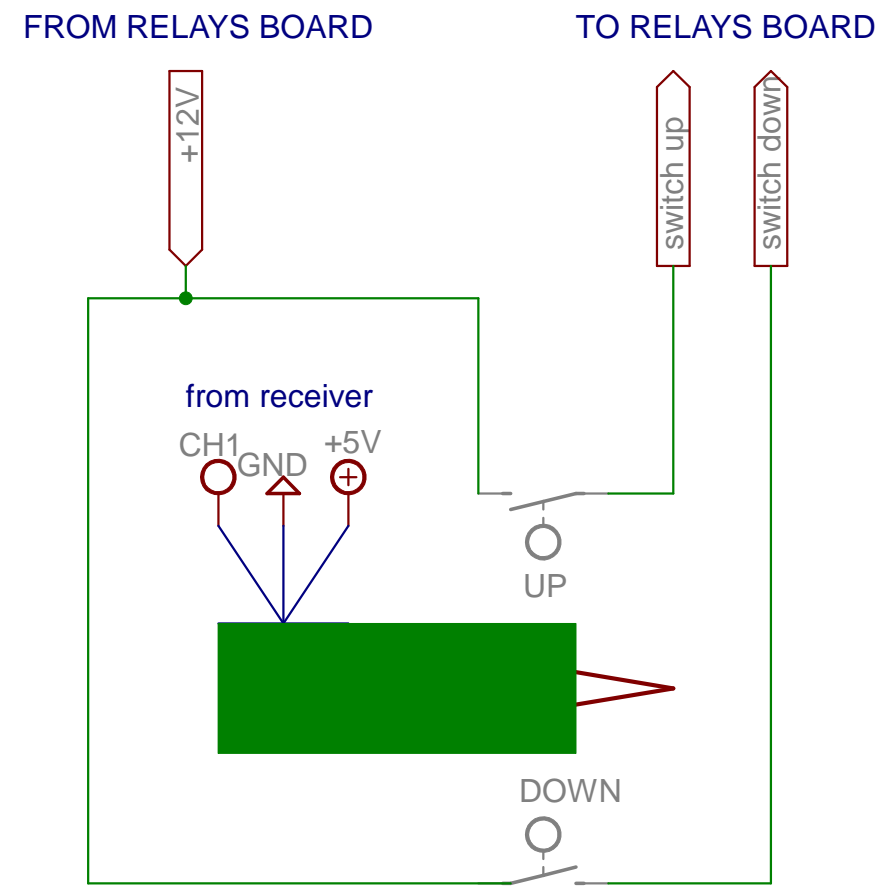 FROM RELAYS BOARD
TO RELAYS BOARD
+12V
switch up
switch down
from receiver
CH1
GND
+5V
UP
DOWN